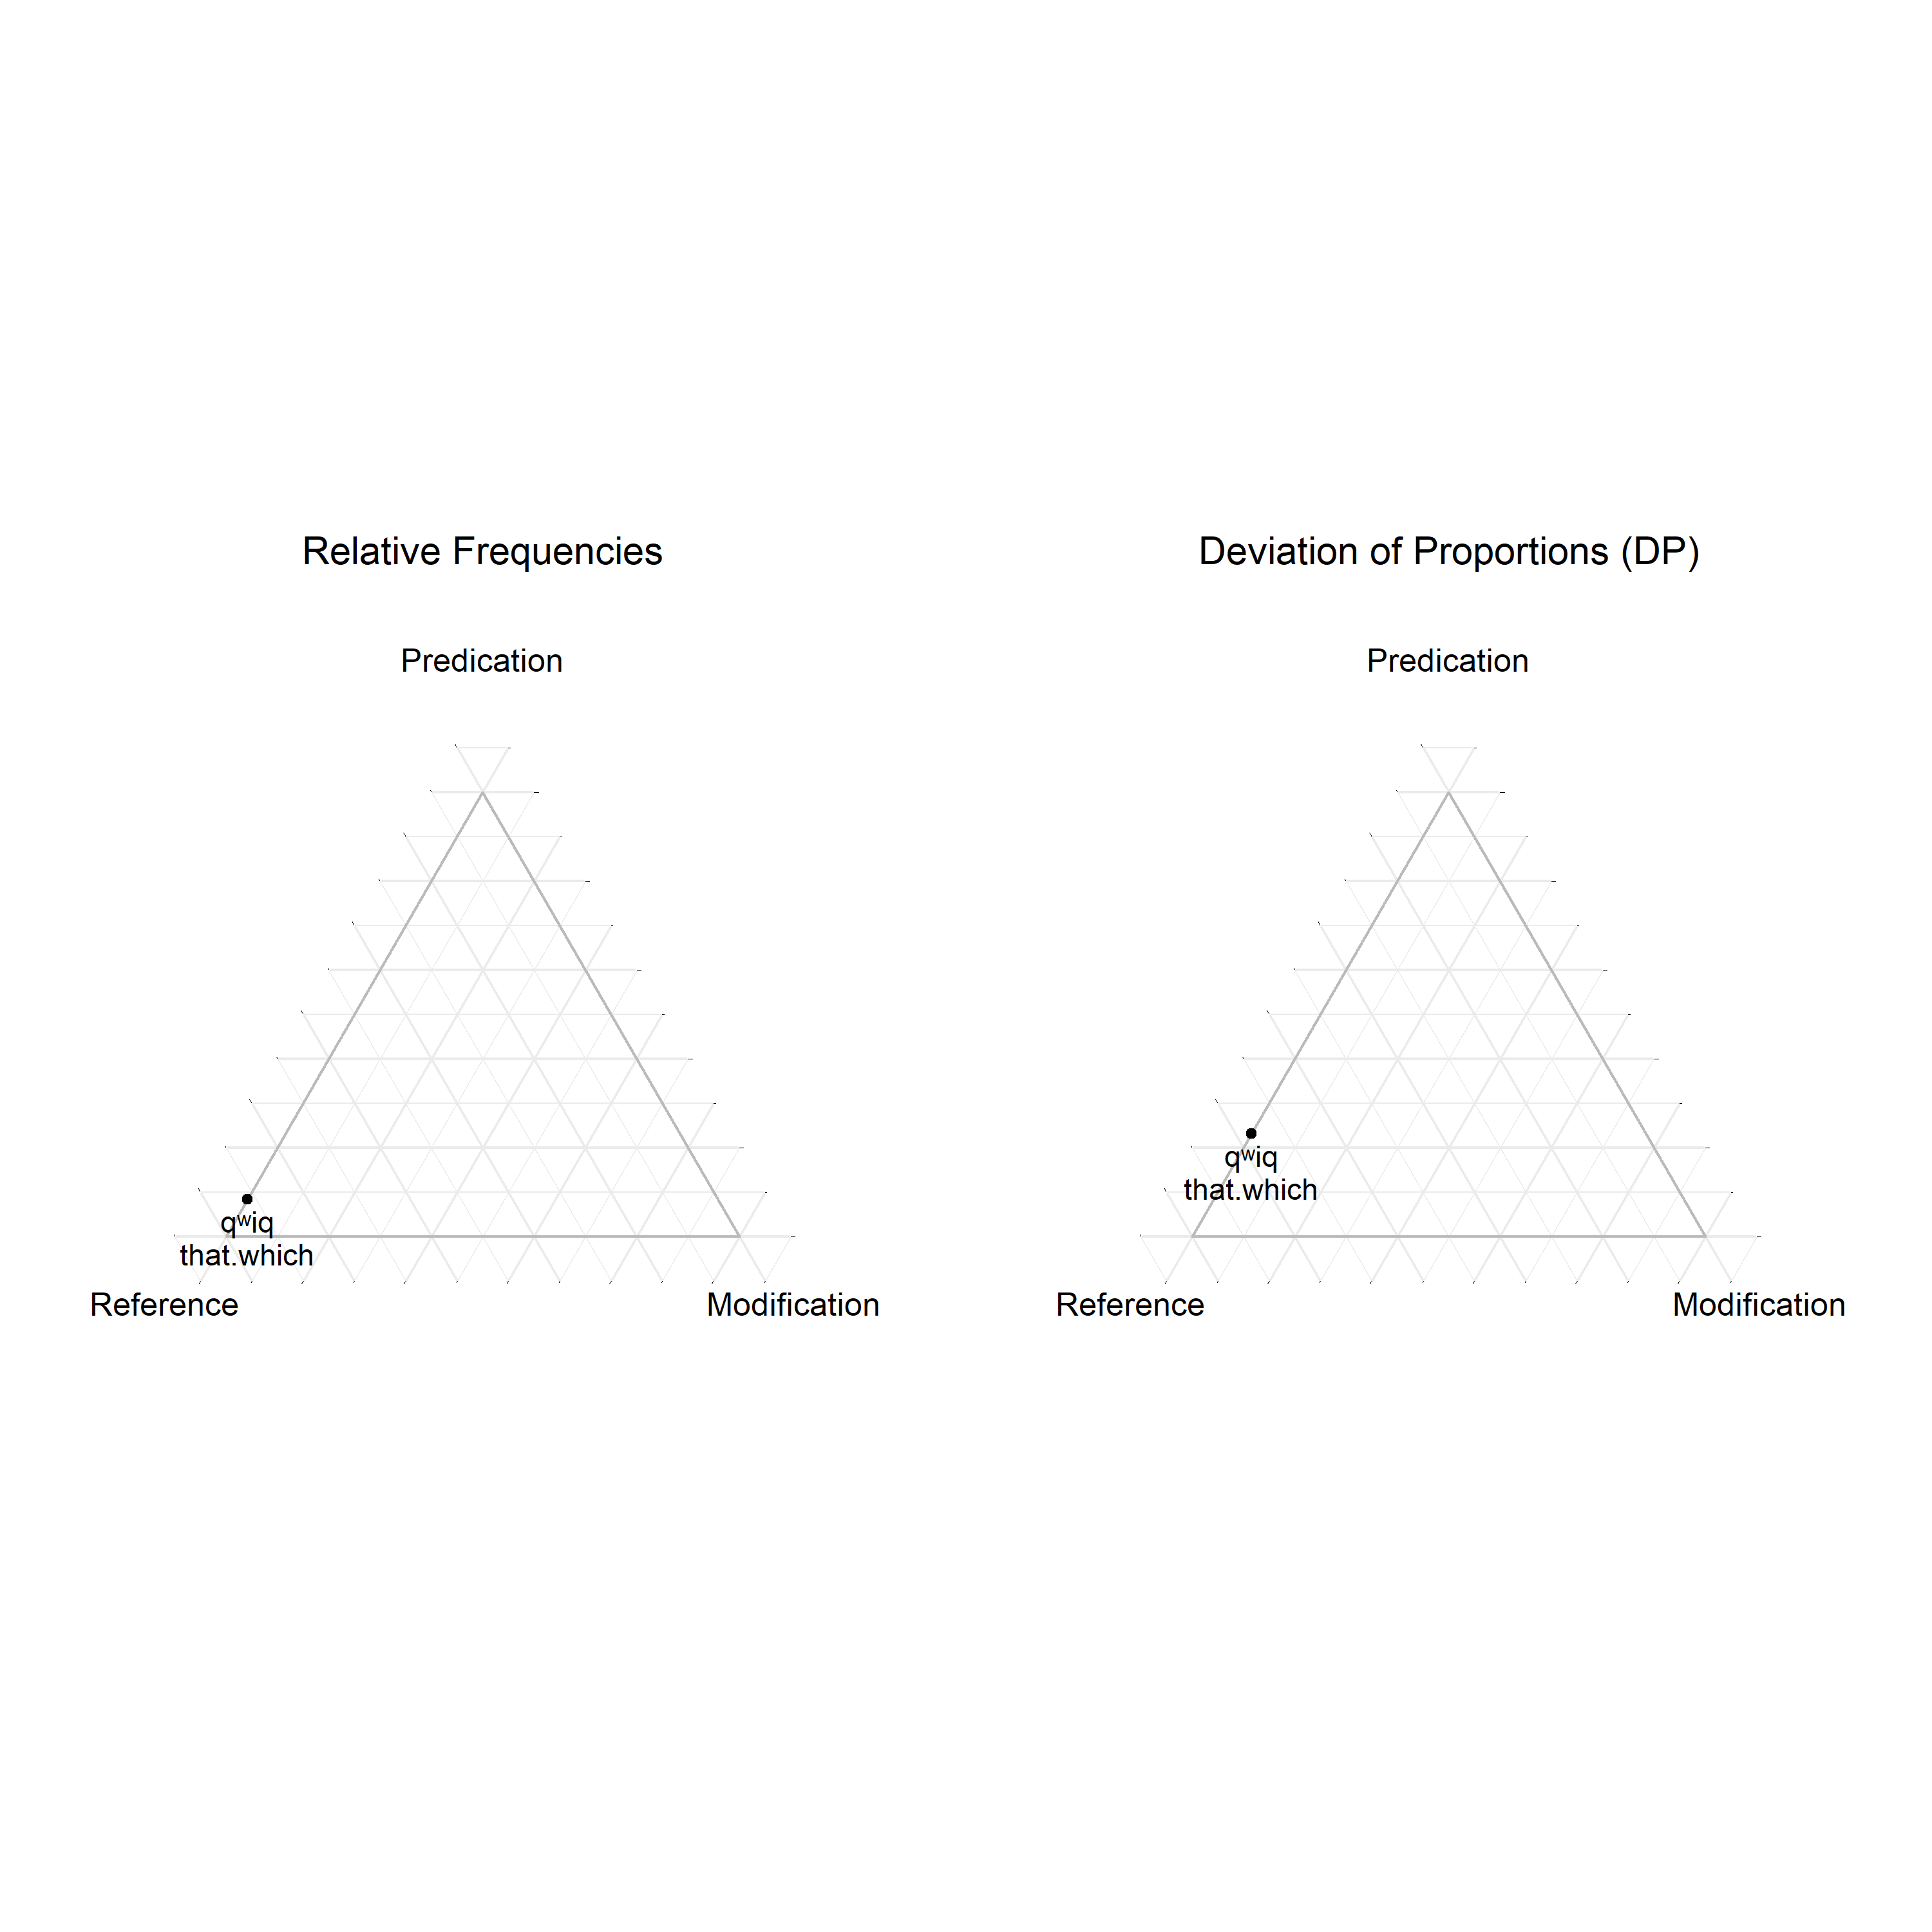 Relative Frequencies
Predication
qʷiq
that.which
Reference
Modification
Deviation of Proportions (DP)
Predication
qʷiq
that.which
Reference
Modification